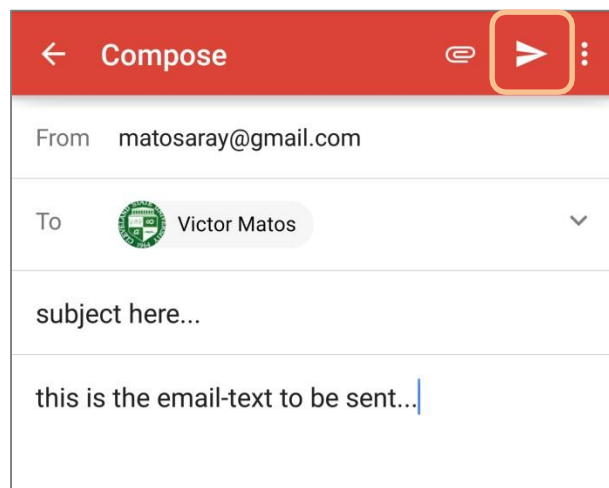 Compose
From matosaray@gmail.com
To Victor Matos
subject here...
this is the email-text to be sent...